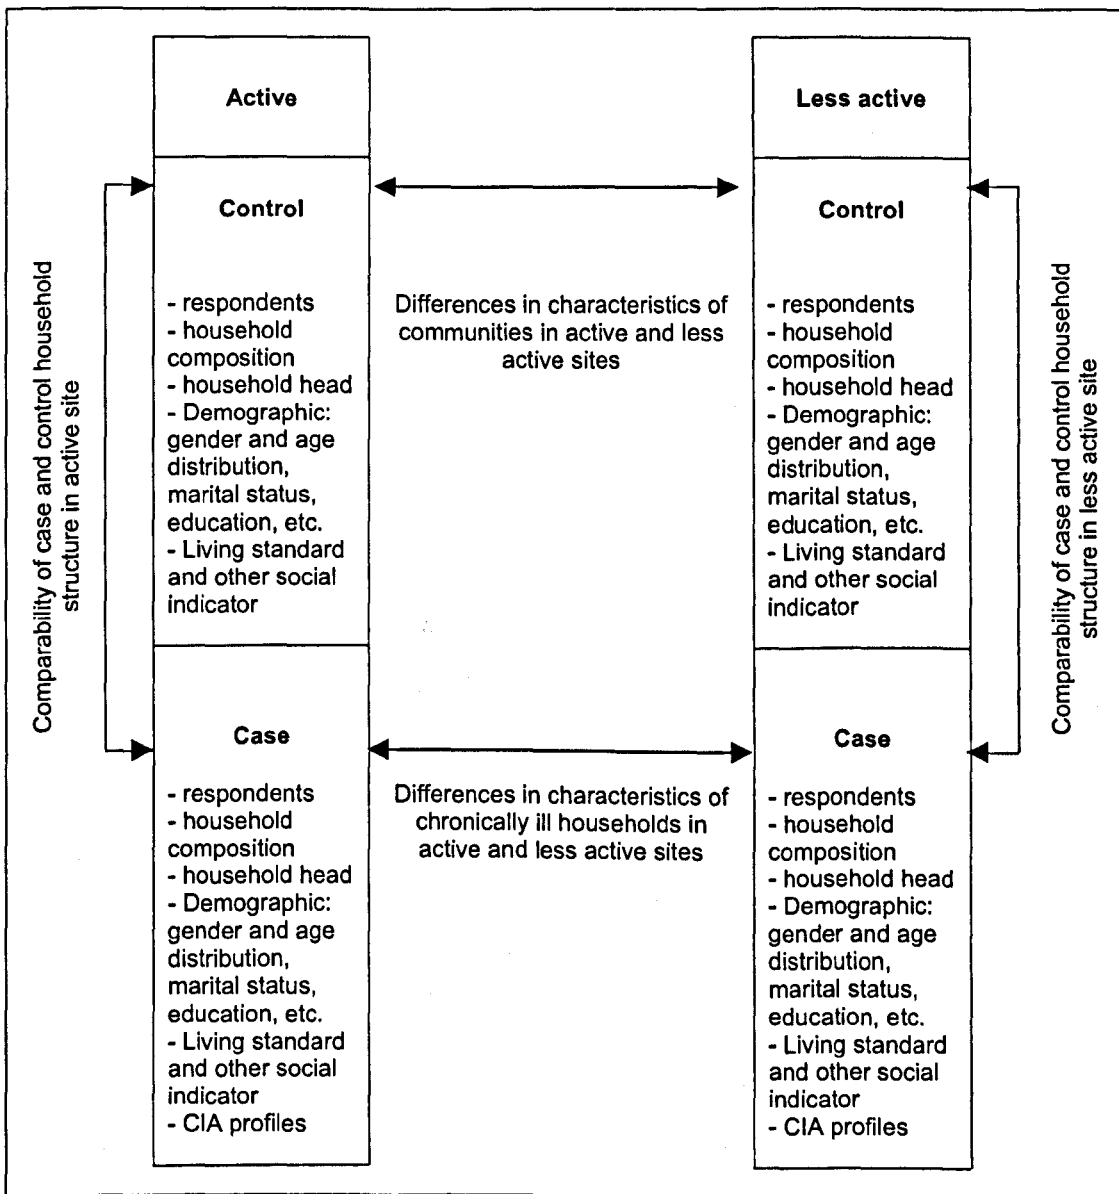 Active
Less active
Comparability of case and control household
structure in active site
Control
- respondents
- household
composition
- household head
- Demographic:
gender and age
distribution,
marital status,
education, etc.
- Living standard
and other social
indicator
Differences in characteristics of
communities in active and less
active sites
Control
- respondents
- household
composition
- household head
- Demographic:
gender and age
distribution,
marital status,
education, etc.
- Living standard
and other social
indicator
Comparability of case and control household
structure in less active site
Case
- respondents
- household
composition
- household head
- Demographic:
gender and age
distribution,
marital status,
education, etc.
- Living standard
and other social
indicator
- CIA profiles
Differences in characteristics of
chronically ill households in
active and less active sites
Case
- respondents
- household
composition
- household head
- Demographic:
gender and age
distribution,
marital status,
education, etc.
- Living standard
and other social
indicator
- CIA profiles